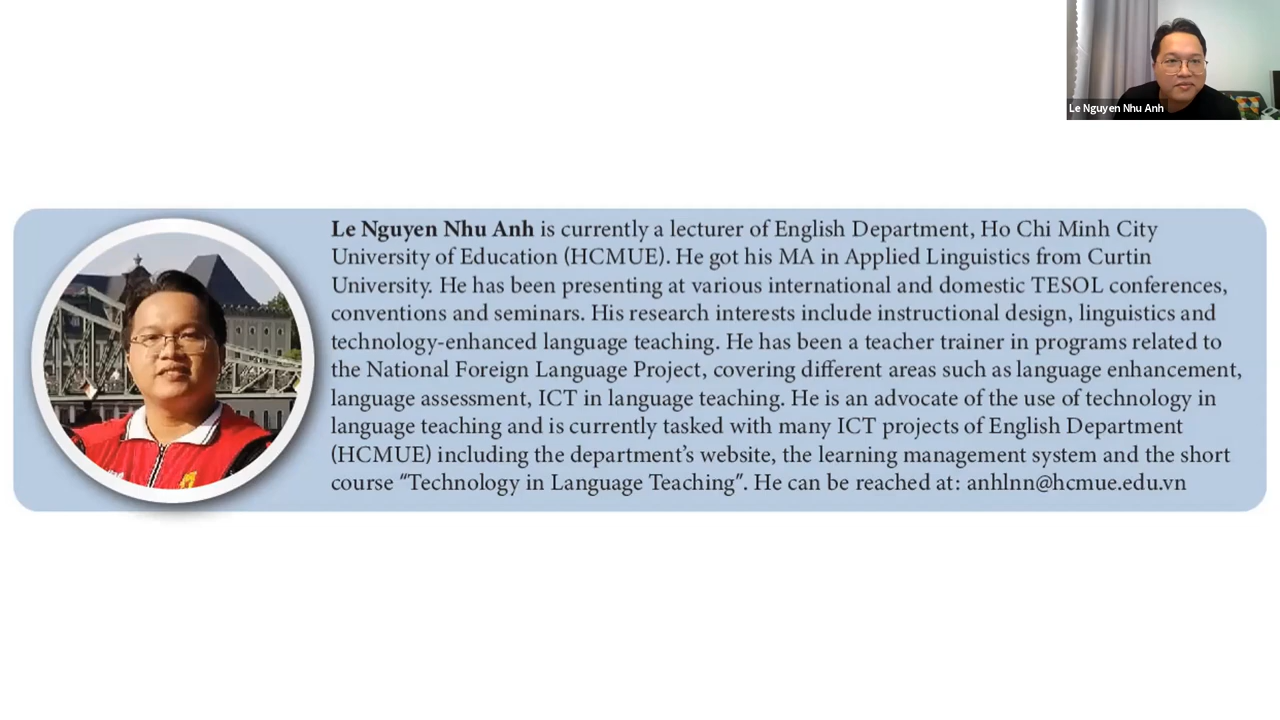 Le Nguyen Nhu Anh
Le Nguyen Nhu Anh is currently a lecturer of English Department, Ho Chi Minh City
University of Education (HCMUE). He got his MA in Applied Linguistics from Curtin
University. He has been presenting at various international and domestic TESOL conferences,
conventions and seminars. His research interests include instructional design, linguistics and
technology-enhanced language teaching. He has been a teacher trainer in programs related to
the National Foreign Language Project, covering different areas such as language enhancement,
language assessment, ICT in language teaching. He is an advocate of the use of technology in
language teaching and is currently tasked with many ICT projects of English Department
(HCMUE) including the department’s website, the learning management system and the short
course “Technology in Language Teaching”. He can be reached at: anhlnn@hcmue.edu.vn